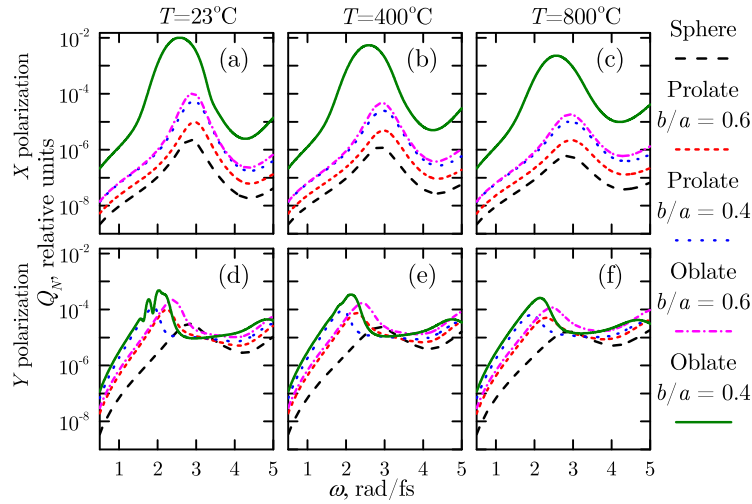 T=23°C
T=400°C
T=800°C
X polarization
Y polarization
Q_N, relative units
10⁻²
10⁻⁴
10⁻⁶
10⁻⁸
(a)
(b)
(c)
10⁻²
10⁻⁴
10⁻⁶
10⁻⁸
(d)
(e)
(f)
1 2 3 4 5
1 2 3 4 5
1 2 3 4 5
ω, rad/fs
Sphere
Prolate
b/a = 0.6
Prolate
b/a = 0.4
Oblate
b/a = 0.6
Oblate
b/a = 0.4